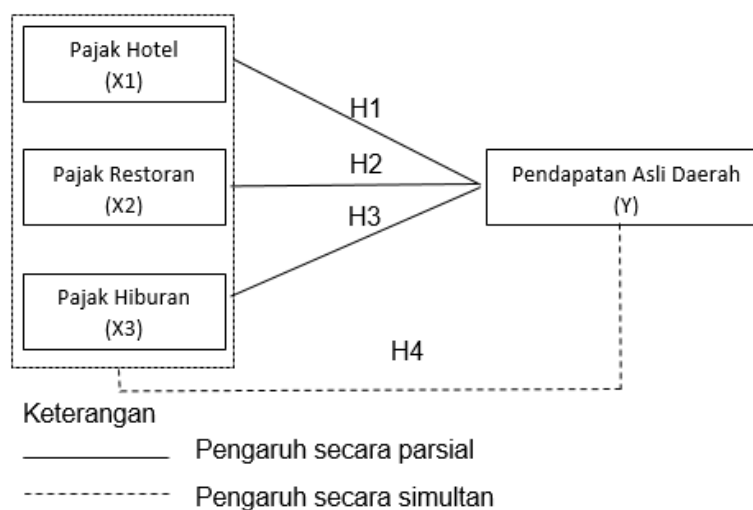 Pajak Hotel
(X1)
H1
Pajak Restoran
(X2)
H2
Pendapatan Asli Daerah
(Y)
H3
Pajak Hiburan
(X3)
H4
Keterangan
Pengaruh secara parsial
Pengaruh secara simultan